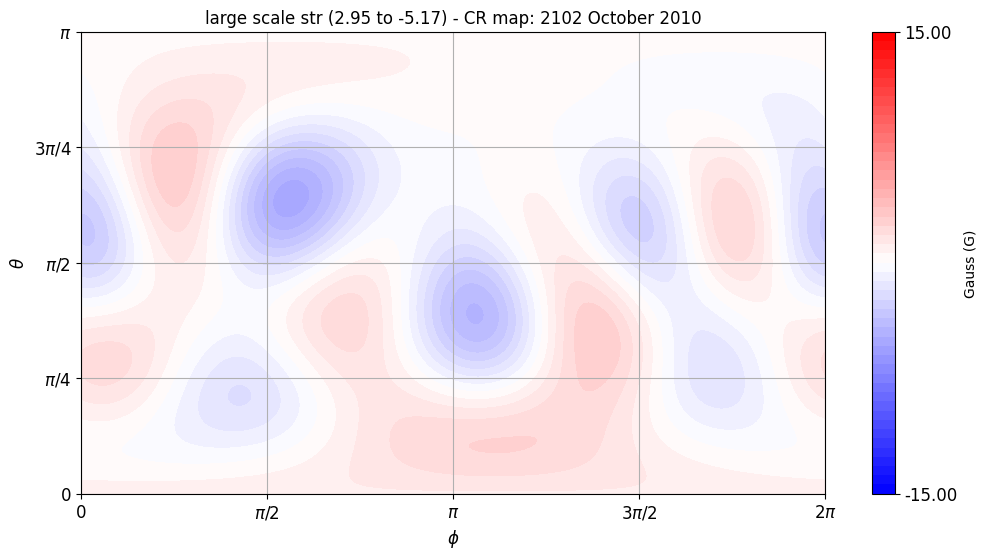 large scale str (2.95 to -5.17) - CR map: 2102 October 2010
π
3π/4
π/2
π/4
0
θ
0
π/2
π
3π/2
2π
ϕ
15.00
-15.00
Gauss (G)